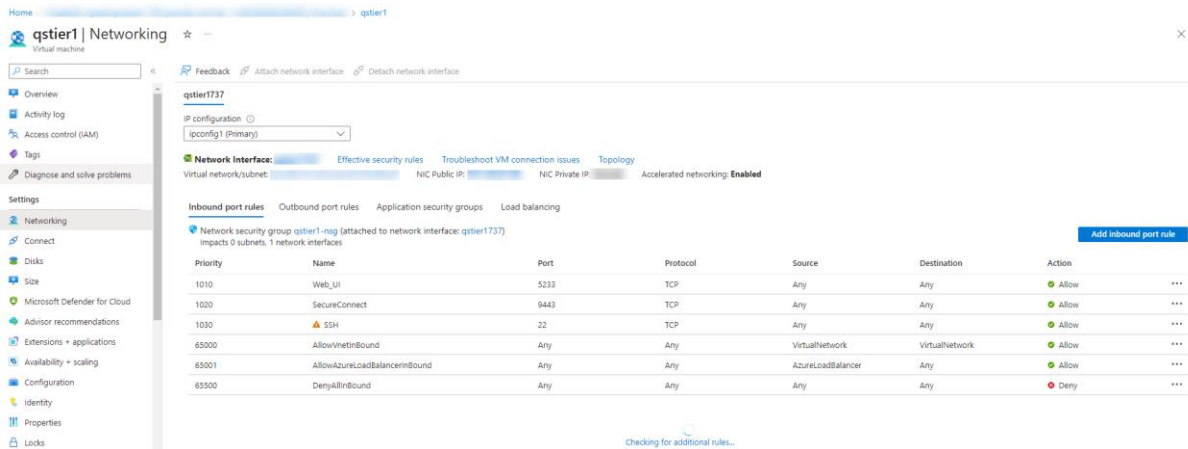 Home > qstier1
qstier1 | Networking
Virtual machine
Search
Overview
Activity log
Access control (IAM)
Tags
Diagnose and solve problems
Settings
Networking
Connect
Disks
Size
Microsoft Defender for Cloud
Advisor recommendations
Extensions + applications
Availability + scaling
Configuration
Identity
Properties
Locks
Feedback Attach network interface Detach network interface
qstier1737
IP configuration
ipconfig1 (Primary)
Network Interface: Effective security rules Troubleshoot VM connection issues Topology
Virtual network/subnet: NIC Public IP: NIC Private IP: Accelerated networking: Enabled
Inbound port rules Outbound port rules Application security groups Load balancing
Network security group qstier1-nsg (attached to network interface: qstier1737)
Impacts 0 subnets, 1 network interfaces
Add inbound port rule
Priority Name Port Protocol Source Destination Action
1010 Web_UI 5233 TCP Any Any Allow
1020 SecureConnect 9443 TCP Any Any Allow
1030 SSH 22 TCP Any Any Allow
65000 AllowVnetInBound Any Any VirtualNetwork VirtualNetwork Allow
65001 AllowAzureLoadBalancerInBound Any Any AzureLoadBalancer Any Allow
65500 DenyAllInBound Any Any Any Any Deny
Checking for additional rules...